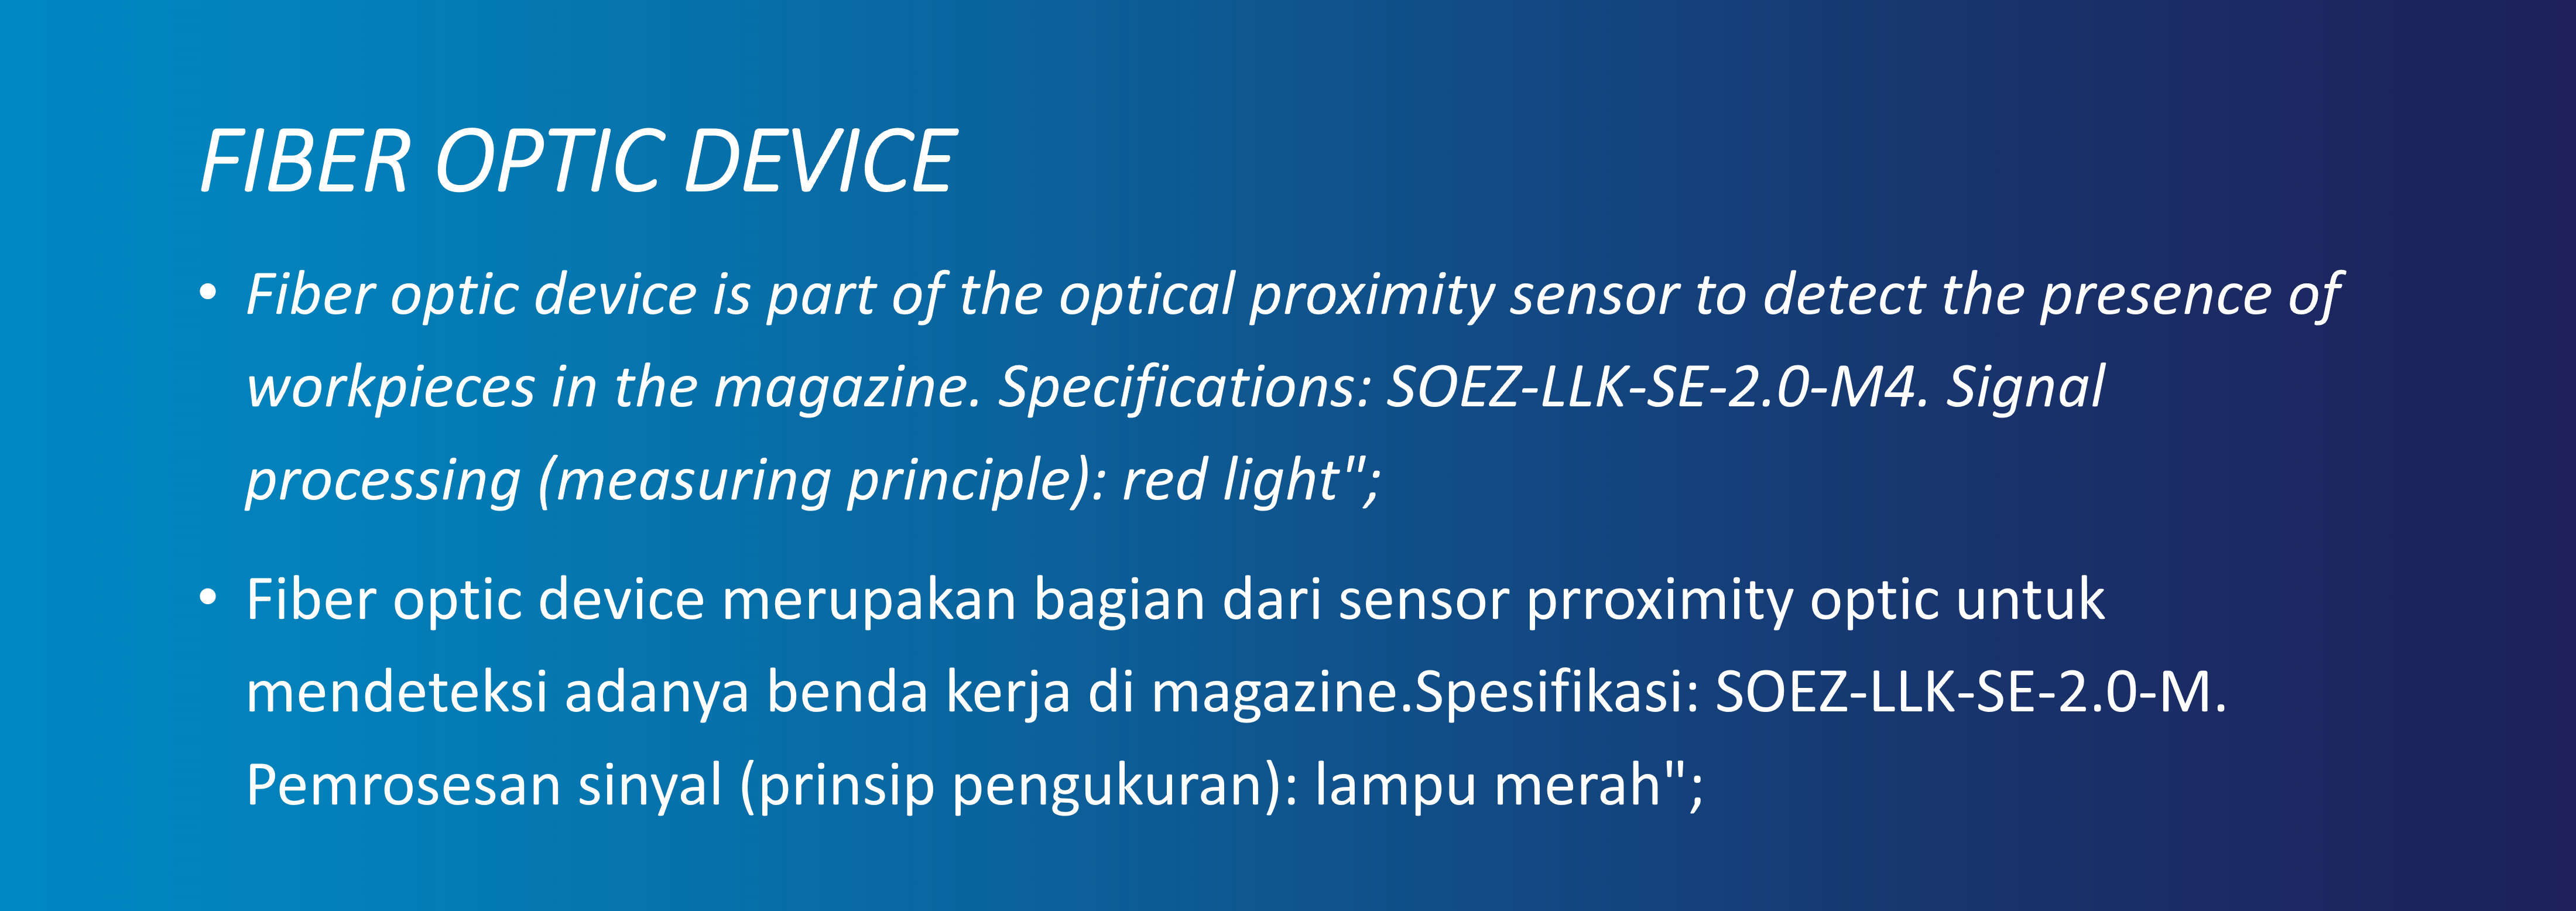 FIBER OPTIC DEVICE
• Fiber optic device is part of the optical proximity sensor to detect the presence of
workpieces in the magazine. Specifications: SOEZ-LLK-SE-2.0-M4. Signal
processing (measuring principle): red light";
• Fiber optic device merupakan bagian dari sensor prroximity optic untuk
mendeteksi adanya benda kerja di magazine.Spesifikasi: SOEZ-LLK-SE-2.0-M.
Pemrosesan sinyal (prinsip pengukuran): lampu merah";